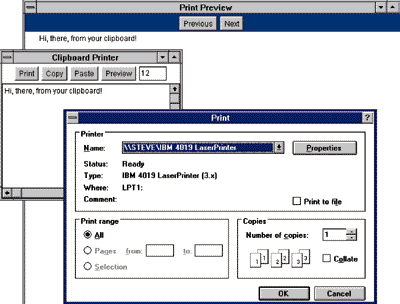 Print Preview
Previous Next
Hi, there, from your clipboard!
Clipboard Printer
Print Copy Paste Preview 12
Hi, there, from your clipboard!
Print
Printer
Name: \\STEVE\IBM 4019 LaserPrinter Properties
Status: Ready
Type: IBM 4019 LaserPrinter (3.x)
Where: LPT1:
Comment: Print to file
Print range
All
Pages from: to:
Selection
Copies
Number of copies: 1
1 1 2 2 3 3 Collate
OK Cancel